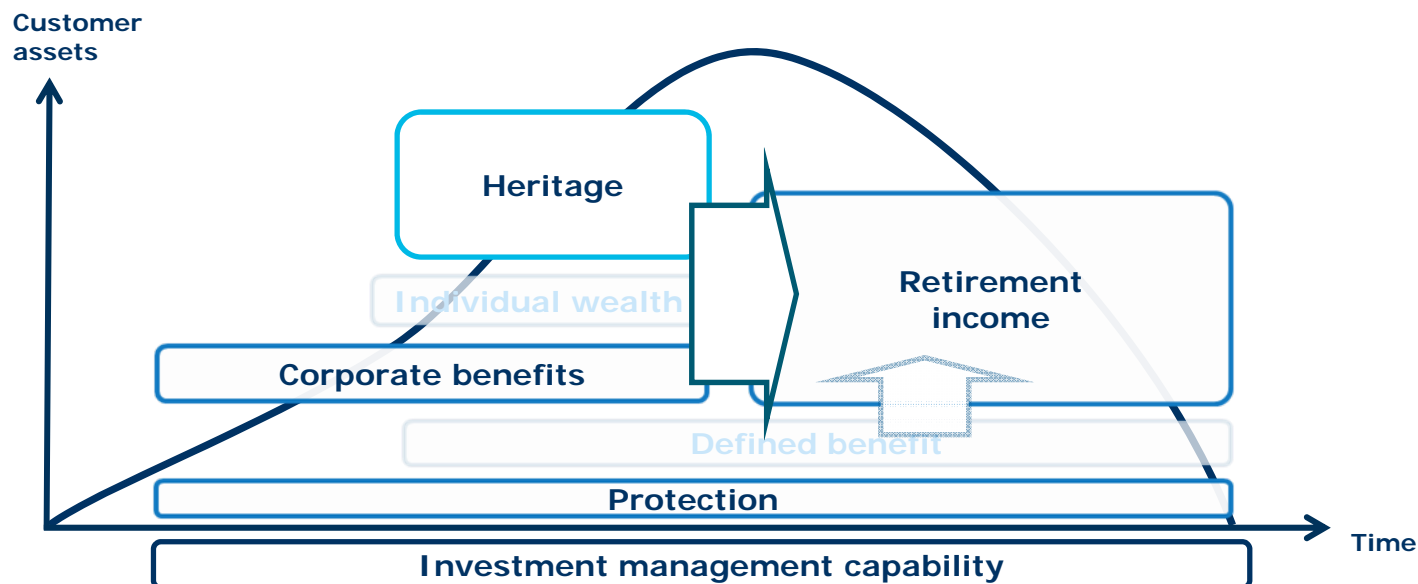 Customer
assets
Heritage
Individual wealth
Retirement
income
Corporate benefits
Defined benefit
Protection
Time
Investment management capability